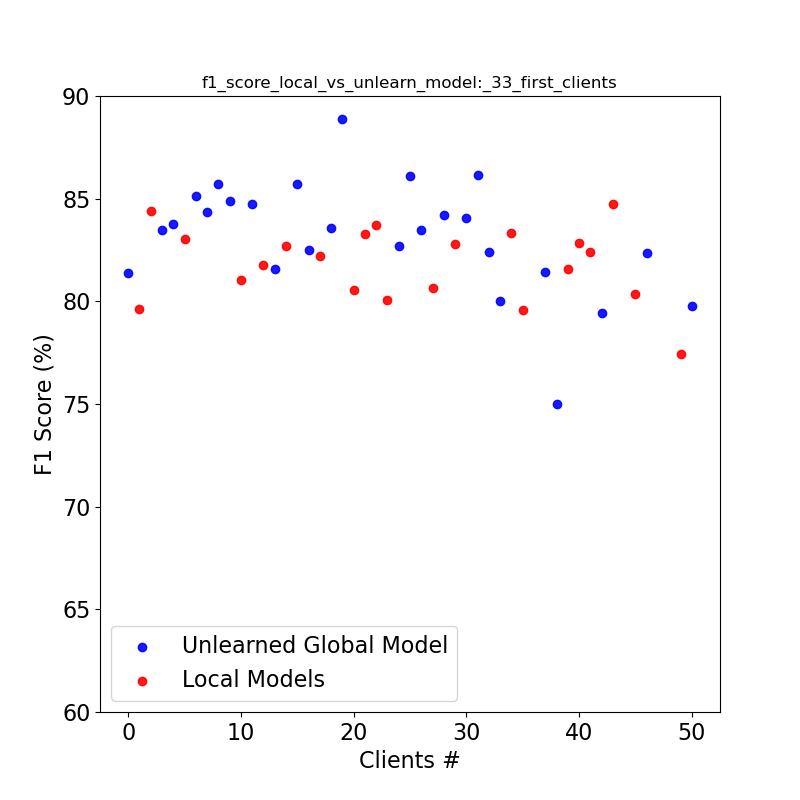 f1_score_local_vs_unlearn_model:_33_first_clients
90
85
80
75
70
65
60
F1 Score (%)
Unlearned Global Model
Local Models
0 10 20 30 40 50
Clients #